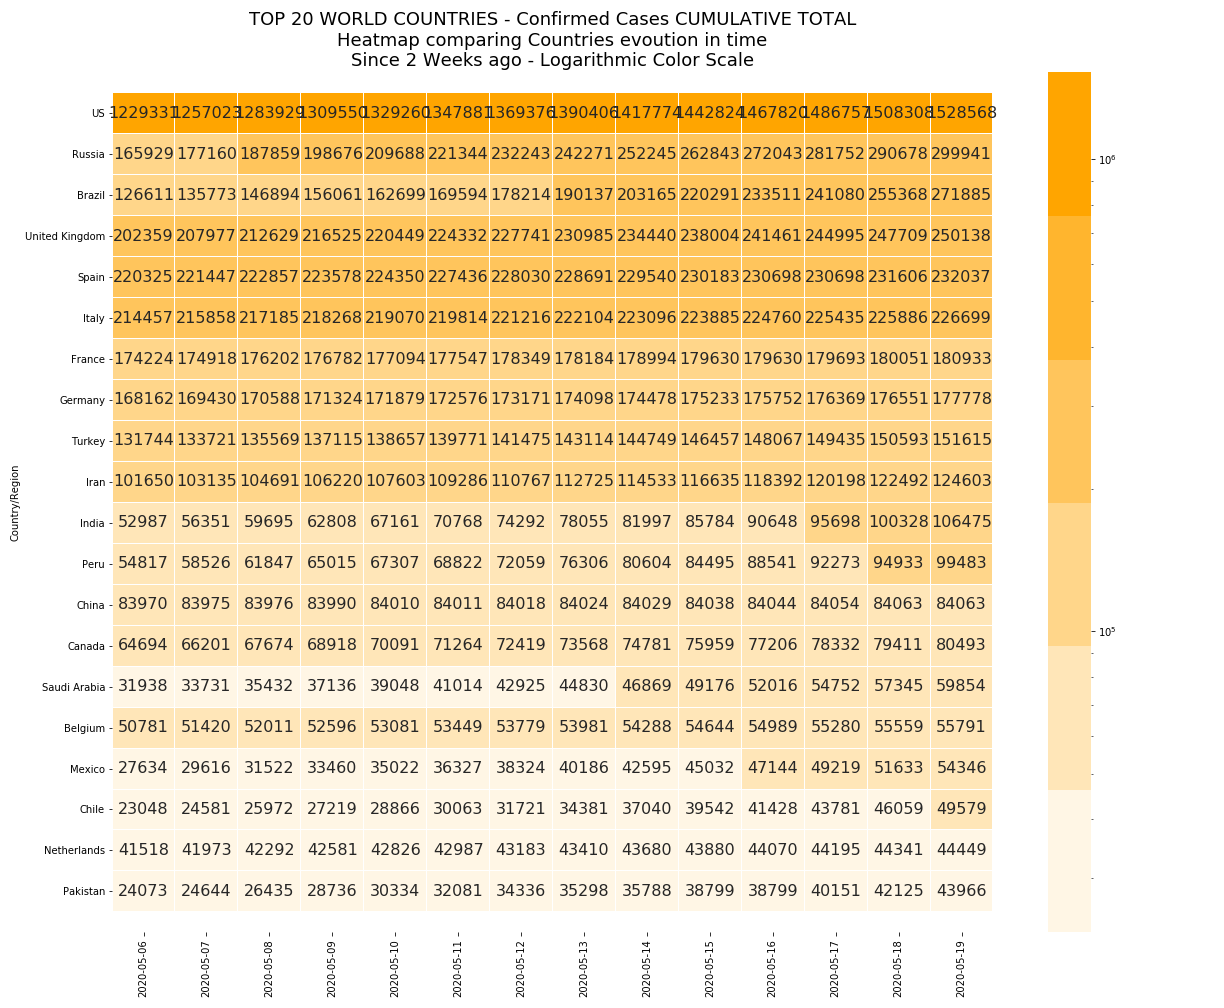 TOP 20 WORLD COUNTRIES - Confirmed Cases CUMULATIVE TOTAL
Heatmap comparing Countries evoution in time
Since 2 Weeks ago - Logarithmic Color Scale
US 1229331 1257023 1283929 1309550 1329260 1347881 1369376 1390406 1417774 1442824 1467820 1486757 1508308 1528568
Russia 165929 177160 187859 198676 209688 221344 232243 242271 252245 262843 272043 281752 290678 299941
Brazil 126611 135773 146894 156061 162699 169594 178214 190137 203165 220291 233511 241080 255368 271885
United Kingdom 202359 207977 212629 216525 220449 224332 227741 230985 234440 238004 241461 244995 247709 250138
Spain 220325 221447 222857 223578 224350 227436 228030 228691 229540 230183 230698 230698 231606 232037
Italy 214457 215858 217185 218268 219070 219814 221216 222104 223096 223885 224760 225435 225886 226699
France 174224 174918 176202 176782 177094 177547 178349 178184 178994 179630 179630 179693 180051 180933
Germany 168162 169430 170588 171324 171879 172576 173171 174098 174478 175233 175752 176369 176551 177778
Turkey 131744 133721 135569 137115 138657 139771 141475 143114 144749 146457 148067 149435 150593 151615
Iran 101650 103135 104691 106220 107603 109286 110767 112725 114533 116635 118392 120198 122492 124603
India 52987 56351 59695 62808 67161 70768 74292 78055 81997 85784 90648 95698 100328 106475
Peru 54817 58526 61847 65015 67307 68822 72059 76306 80604 84495 88541 92273 94933 99483
China 83970 83975 83976 83990 84010 84011 84018 84024 84029 84038 84044 84054 84063 84063
Canada 64694 66201 67674 68918 70091 71264 72419 73568 74781 75959 77206 78332 79411 80493
Saudi Arabia 31938 33731 35432 37136 39048 41014 42925 44830 46869 49176 52016 54752 57345 59854
Belgium 50781 51420 52011 52596 53081 53449 53779 53981 54288 54644 54989 55280 55559 55791
Mexico 27634 29616 31522 33460 35022 36327 38324 40186 42595 45032 47144 49219 51633 54346
Chile 23048 24581 25972 27219 28866 30063 31721 34381 37040 39542 41428 43781 46059 49579
Netherlands 41518 41973 42292 42581 42826 42987 43183 43410 43680 43880 44070 44195 44341 44449
Pakistan 24073 24644 26435 28736 30334 32081 34336 35298 35788 38799 38799 40151 42125 43966
2020-05-06 2020-05-07 2020-05-08 2020-05-09 2020-05-10 2020-05-11 2020-05-12 2020-05-13 2020-05-14 2020-05-15 2020-05-16 2020-05-17 2020-05-18 2020-05-19
Country/Region
10⁶
10⁵